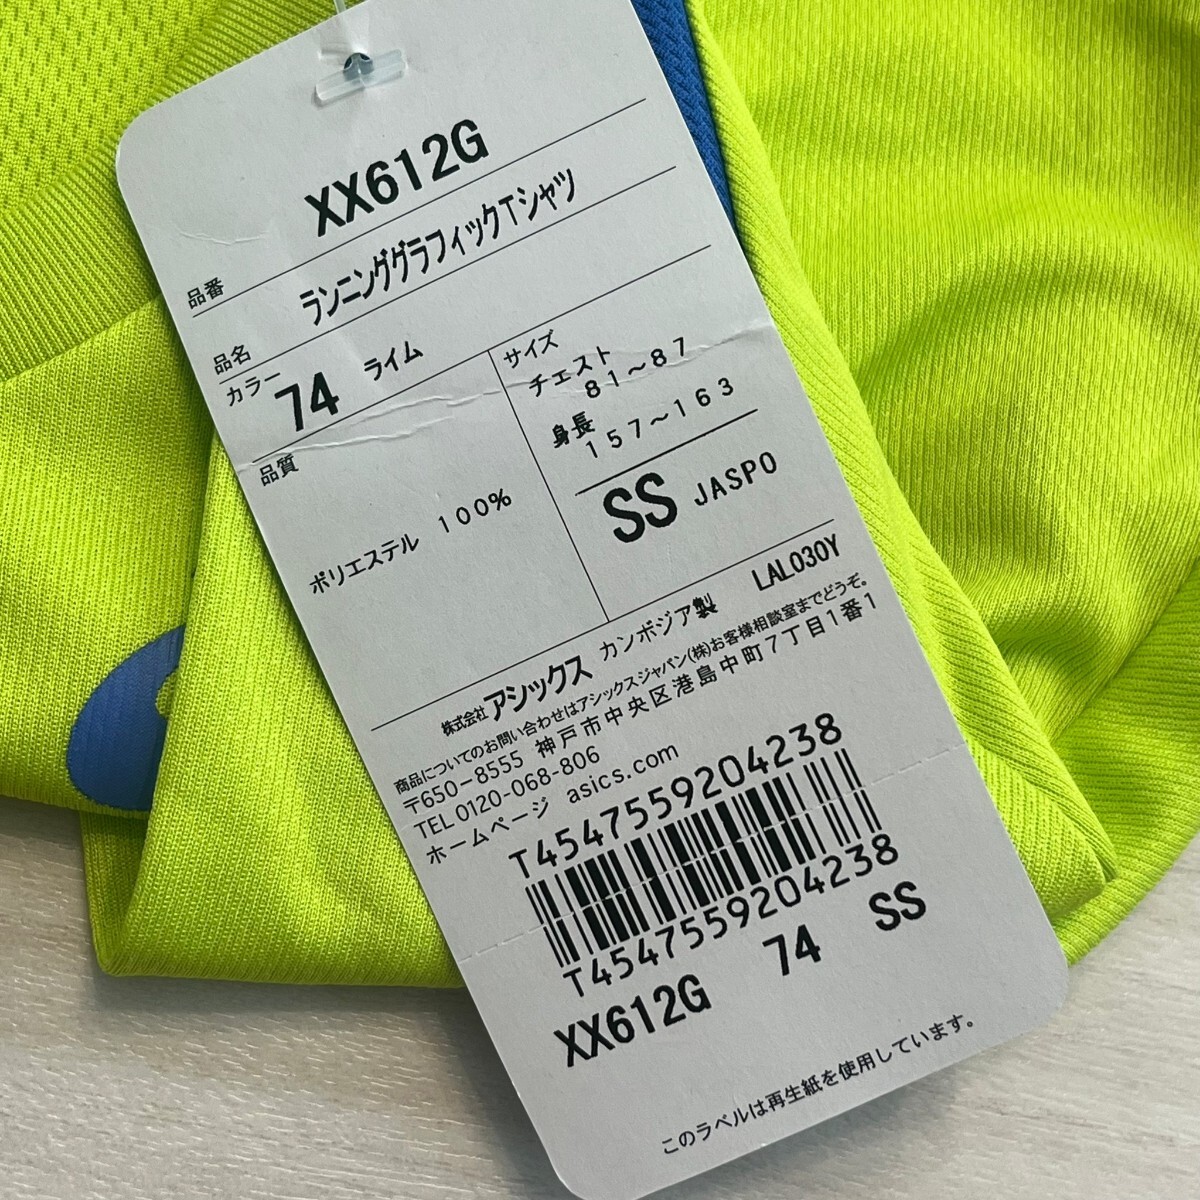 XX612G
品番
ランニンググラフィックTシャツ
品名
カラー 74 ライム
サイズ
チェスト
81～87
身長
157～163
品質
ポリエステル 100%
SS JASPO
LAL030Y
株式会社アシックス カンボジア製
商品についてのお問い合わせはアシックスジャパン(株)お客様相談室までどうぞ。
〒650-8555 神戸市中央区港島中町7丁目1番1
TEL 0120-068-806
ホームページ asics.com
T4547559204238
T4547559204238
XX612G 74 SS
このラベルは再生紙を使用しています。